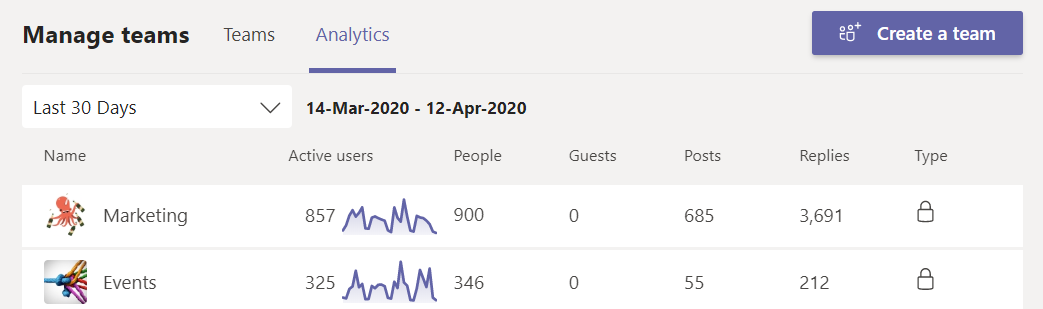 Manage teams Teams Analytics Create a team
Last 30 Days 14-Mar-2020 - 12-Apr-2020
Name Active users People Guests Posts Replies Type
Marketing 857 900 0 685 3,691
Events 325 346 0 55 212